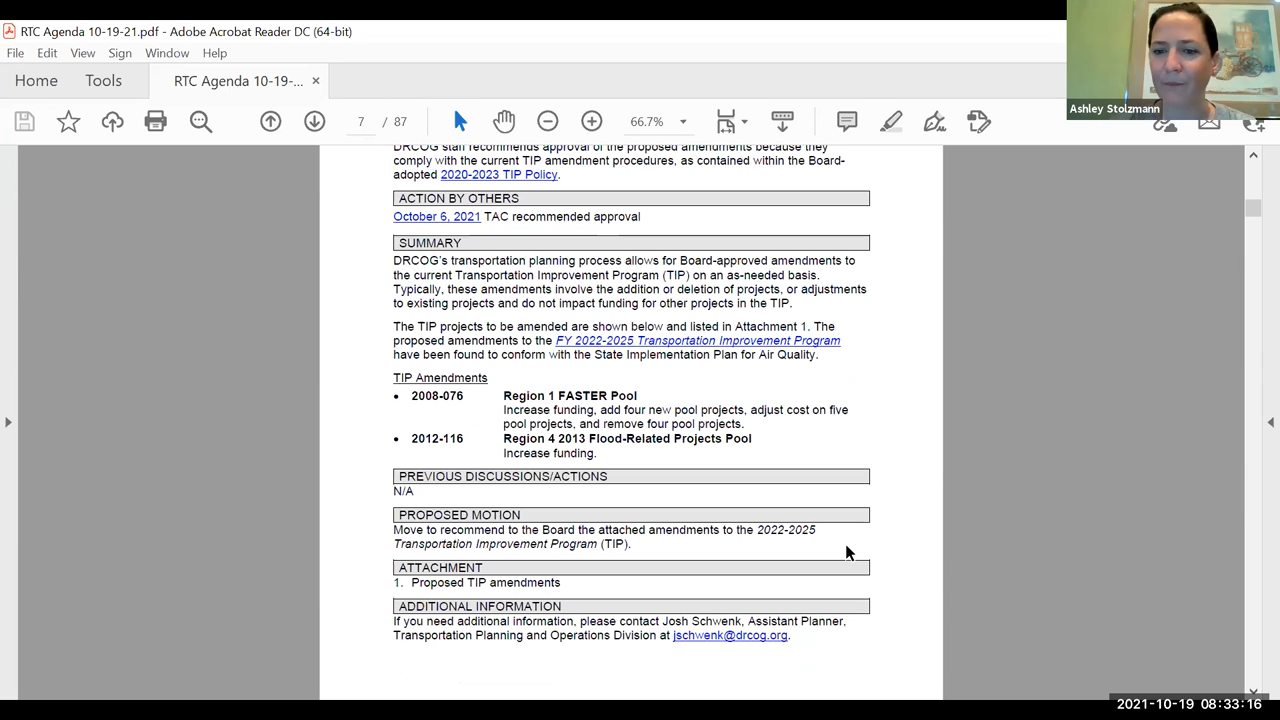 RTC Agenda 10-19-21.pdf - Adobe Acrobat Reader DC (64-bit)
File Edit View Sign Window Help
Home Tools RTC Agenda 10-19-... ×
7 / 87 66.7%
Ashley Stolzmann
DRCOG staff recommends approval of the proposed amendments because they
comply with the current TIP amendment procedures, as contained within the Board-
adopted 2020-2023 TIP Policy.
ACTION BY OTHERS
October 6, 2021 TAC recommended approval
SUMMARY
DRCOG's transportation planning process allows for Board-approved amendments to
the current Transportation Improvement Program (TIP) on an as-needed basis.
Typically, these amendments involve the addition or deletion of projects, or adjustments
to existing projects and do not impact funding for other projects in the TIP.
The TIP projects to be amended are shown below and listed in Attachment 1. The
proposed amendments to the FY 2022-2025 Transportation Improvement Program
have been found to conform with the State Implementation Plan for Air Quality.
TIP Amendments
• 2008-076 Region 1 FASTER Pool
Increase funding, add four new pool projects, adjust cost on five
pool projects, and remove four pool projects.
• 2012-116 Region 4 2013 Flood-Related Projects Pool
Increase funding.
PREVIOUS DISCUSSIONS/ACTIONS
N/A
PROPOSED MOTION
Move to recommend to the Board the attached amendments to the 2022-2025
Transportation Improvement Program (TIP).
ATTACHMENT
1. Proposed TIP amendments
ADDITIONAL INFORMATION
If you need additional information, please contact Josh Schwenk, Assistant Planner,
Transportation Planning and Operations Division at jschwenk@drcog.org.
2021-10-19 08:33:16